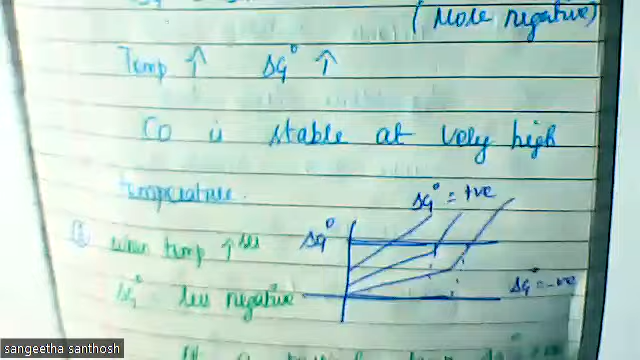 (More negative)
Temp ↑ ΔG° ↑
CO is stable at very high
temperature.
ΔG° = +ve
when temp ↑ses ΔG°
ΔG° less negative ΔG° = -ve
sangeetha santhosh